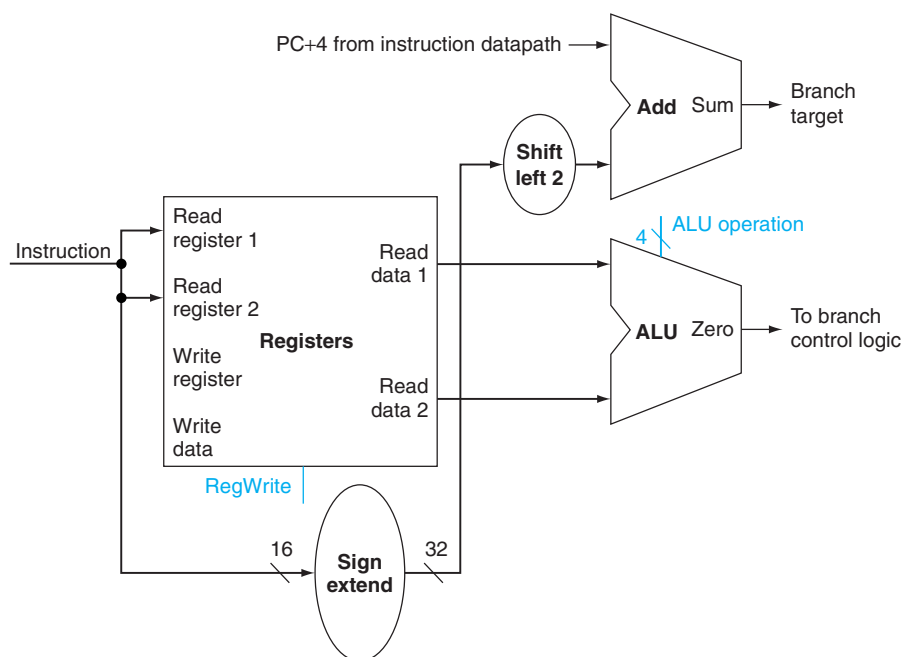 PC+4 from instruction datapath
Add Sum
Branch
target
Shift
left 2
Instruction
Read
register 1
Read
register 2
Write
register
Write
data
Registers
Read
data 1
Read
data 2
RegWrite
4
ALU operation
ALU Zero
To branch
control logic
16
Sign
extend
32